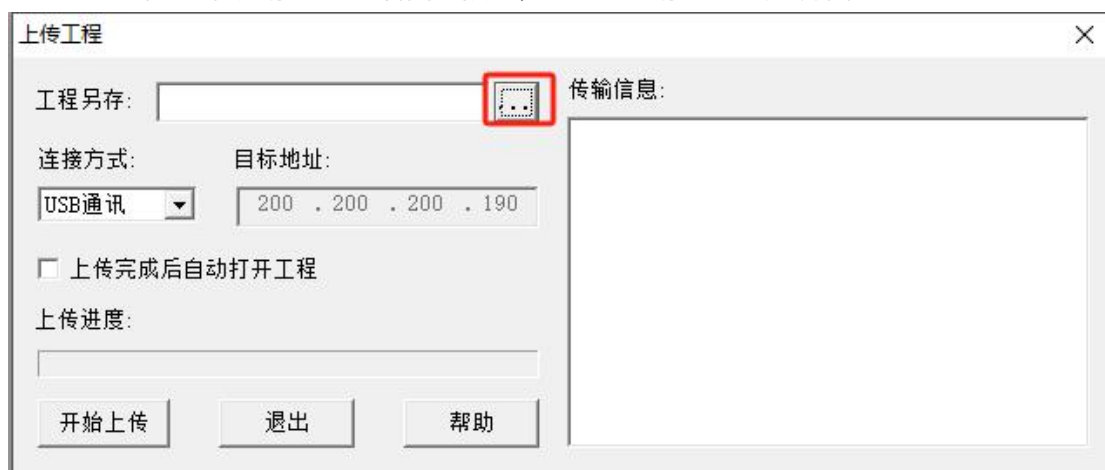 上传工程
工程另存:
...
传输信息:
连接方式:
目标地址:
USB通讯
200 . 200 . 200 . 190
上传完成后自动打开工程
上传进度:
开始上传
退出
帮助